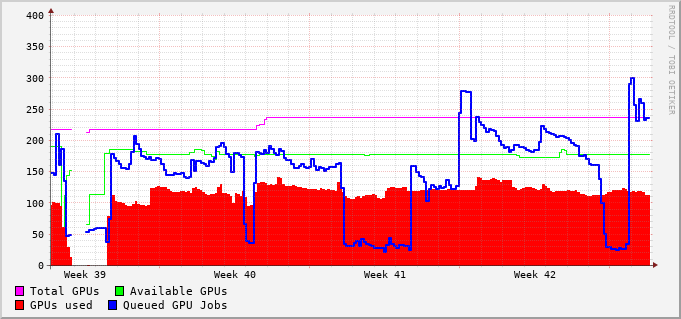 400
350
300
250
200
150
100
50
0
Week 39 Week 40 Week 41 Week 42
Total GPUs Available GPUs
GPUs used Queued GPU Jobs
RRDTOOL / TOBI OETIKER